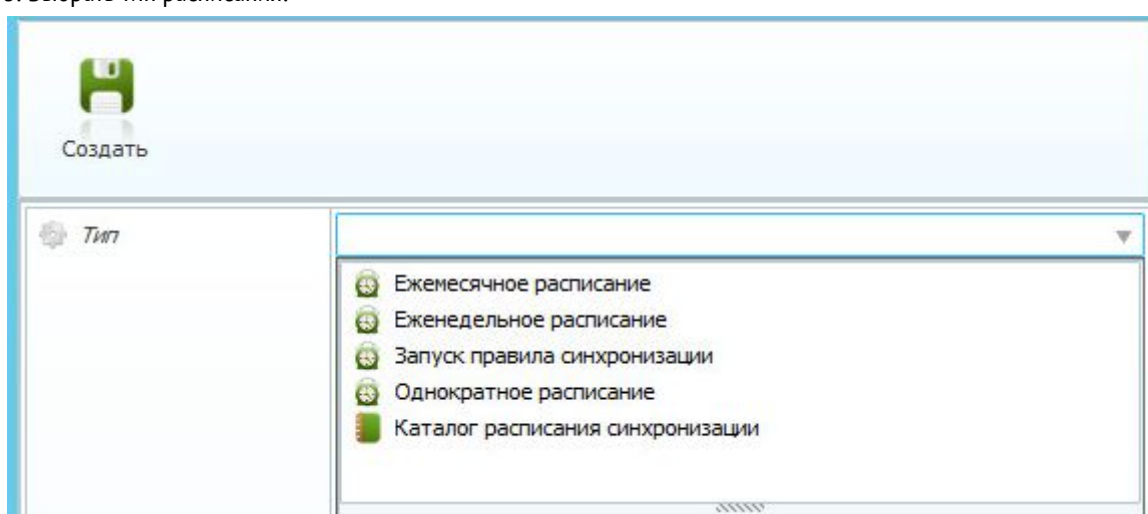 Создать
Тип
Ежемесячное расписание
Еженедельное расписание
Запуск правила синхронизации
Однократное расписание
Каталог расписания синхронизации